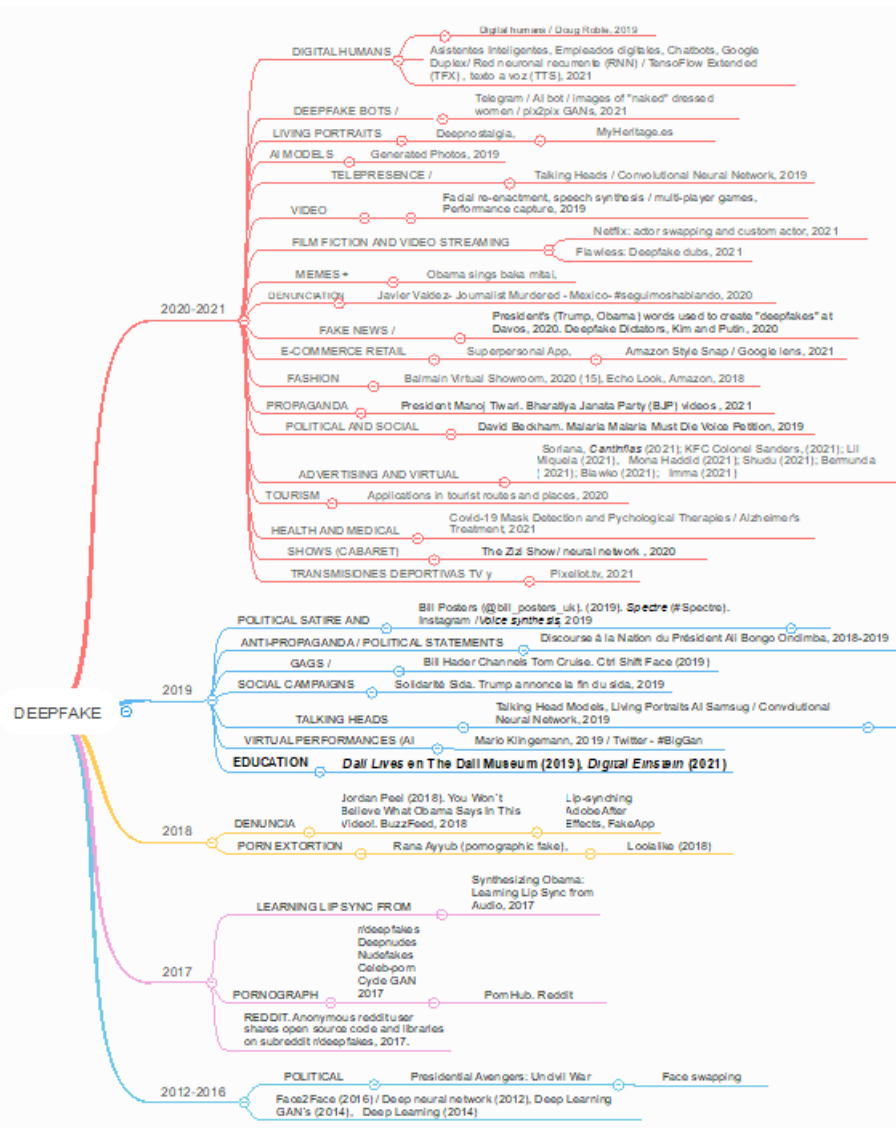 Digital humans / Doug Roble, 2019
DIGITAL HUMANS
Asistentes Inteligentes, Empleados digitales, Chatbots, Google
Duplex/ Red neuronal recurrente (RNN) / TensoFlow Extended
(TFX) , texto a voz (TTS), 2021
Telegram / AI bot / images of "naked" dressed
women / pix2pix GANs, 2021
DEEPFAKE BOTS /
LIVING PORTRAITS
Deepnostalgia,
MyHeritage.es
AI MODELS
Generated Photos, 2019
TELEPRESENCE /
Talking Heads / Convolutional Neural Network, 2019
Facial re-enactment, speech synthesis / multi-player games,
Performance capture, 2019
VIDEO
Netflix: actor swapping and custom actor, 2021
FILM FICTION AND VIDEO STREAMING
Flawless: Deepfake dubs, 2021
MEMES +
Obama sings baka mitai,
DENUNCIATION
Javier Valdez- Journalist Murdered - Mexico- #seguimoshablando, 2020
2020-2021
President's (Trump, Obama) words used to create "deepfakes" at
Davos, 2020. Deepfake Dictators, Kim and Putin, 2020
FAKE NEWS /
E-COMMERCE RETAIL
Superpersonal App,
Amazon Style Snap / Google lens, 2021
FASHION
Balmain Virtual Showroom, 2020 (15), Echo Look, Amazon, 2018
PROPAGANDA
President Manoj Tiwari. Bharatiya Janata Party (BJP) videos , 2021
POLITICAL AND SOCIAL
David Beckham. Malaria Malaria Must Die Voice Petition, 2019
Soriana, Cantinflas (2021); KFC Colonel Sanders, (2021); Lil
Miquela (2021), Mona Haddid (2021); Shudu (2021); Bermuda
(2021); Blawko (2021); Imma (2021)
ADVERTISING AND VIRTUAL
TOURISM
Applications in tourist routes and places, 2020
Covid-19 Mask Detection and Pychological Therapies / Alzheimer's
Treatment, 2021
HEALTH AND MEDICAL
SHOWS (CABARET)
The Zizi Show/ neural network , 2020
TRANSMISIONES DEPORTIVAS TV y
Pixellot.tv, 2021
Bill Posters (@bill_posters_uk). (2019). Spectre (#Spectre).
Instagram /Voice synthesis, 2019
POLITICAL SATIRE AND
ANTI-PROPAGANDA / POLITICAL STATEMENTS
Discourse à la Nation du Président Ali Bongo Ondimba, 2018-2019
GAGS /
Bill Hader Channels Tom Cruise. Ctrl Shift Face (2019)
2019
SOCIAL CAMPAIGNS
Solidarité Sida. Trump annonce la fin du sida, 2019
DEEPFAKE
Talking Head Models, Living Portraits AI Samsug / Convolutional
Neural Network, 2019
TALKING HEADS
VIRTUAL PERFORMANCES (AI
Mario Klingemann, 2019 / Twitter - #BigGan
EDUCATION
Dalí Lives en The Dalí Museum (2019), Digital Einstein (2021)
Jordan Peel (2018). You Won't
Believe What Obama Says In This
Video!. BuzzFeed, 2018
Lip-synching
Adobe After
Effects, FakeApp
DENUNCIA
2018
PORN EXTORTION
Rana Ayyub (pornographic fake),
Loolalike (2018)
Synthesizing Obama:
Learning Lip Sync from
Audio, 2017
LEARNING LIP SYNC FROM
r/deepfakes
Deepnudes
Nudefakes
Celeb-porn
Cycle GAN
2017
2017
PORNOGRAPH
PornHub. Reddit
REDDIT. Anonymous reddit user
shares open source code and libraries
on subreddit r/deepfakes, 2017.
POLITICAL
Presidential Avengers: Uncivil War
Face swapping
2012-2016
Face2Face (2016) / Deep neural network (2012), Deep Learning
GAN's (2014), Deep Learning (2014)